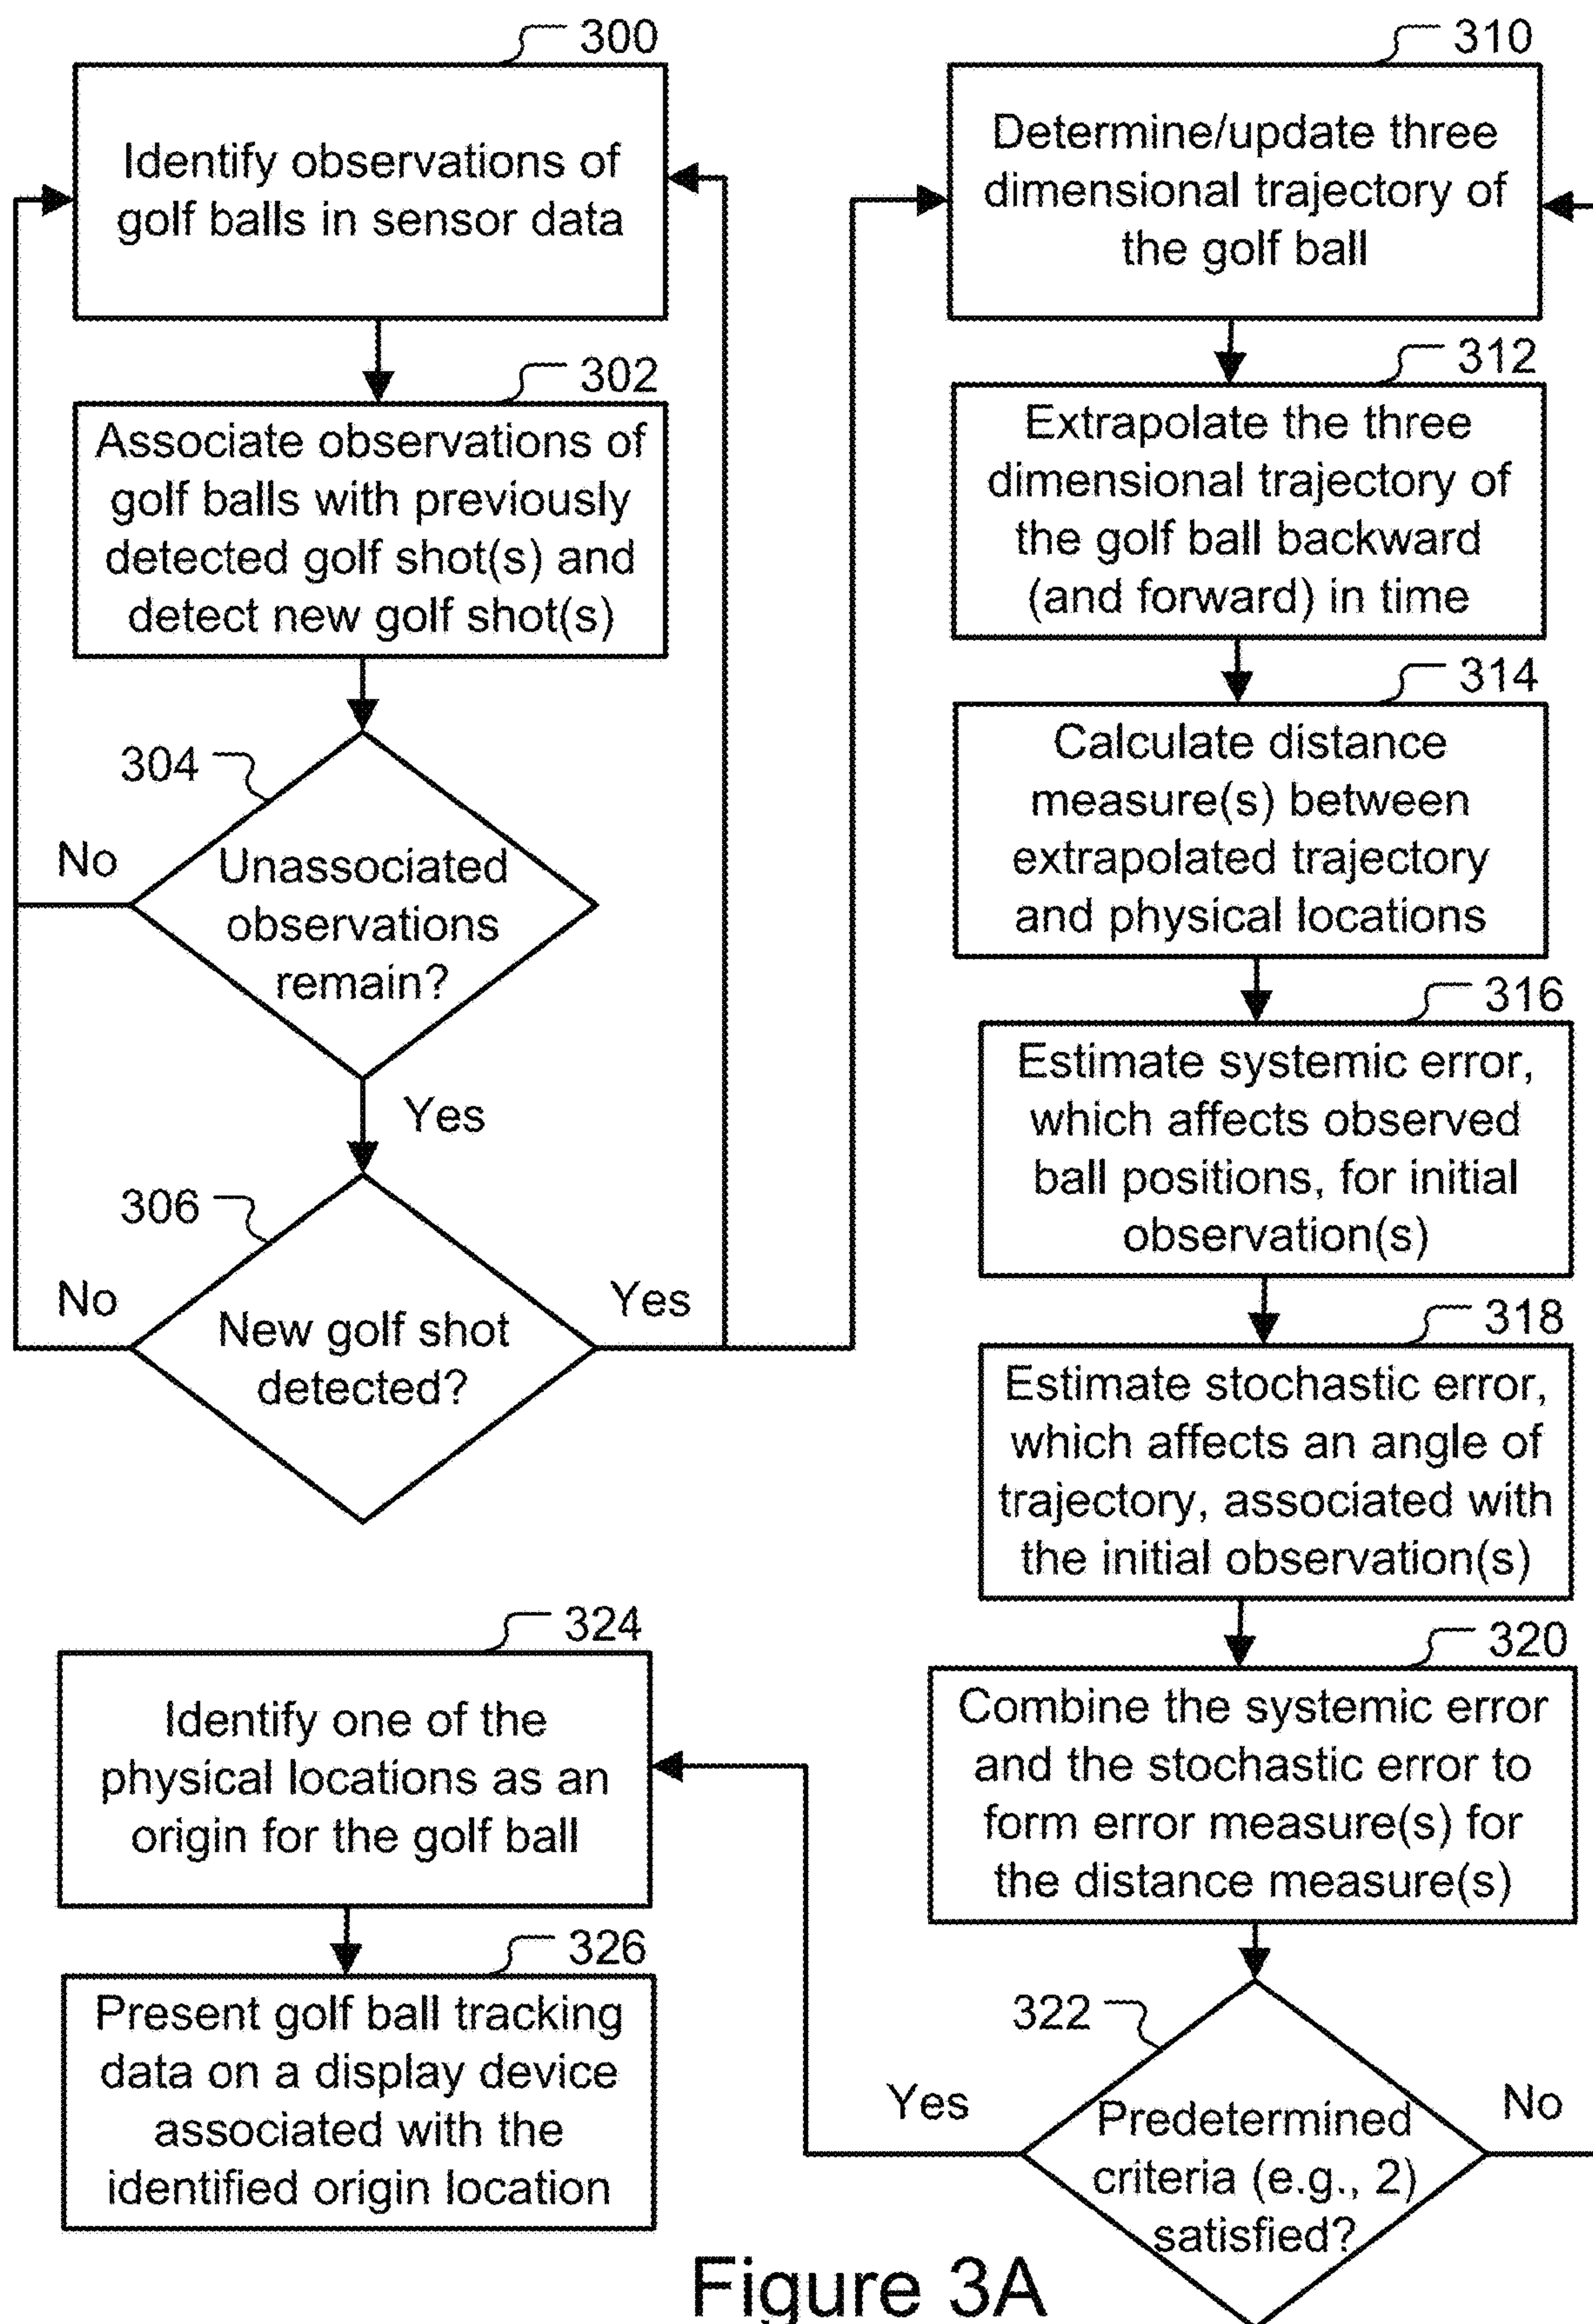 300
Identify observations of
golf balls in sensor data
302
Associate observations of
golf balls with previously
detected golf shot(s) and
detect new golf shot(s)
304
No
Unassociated
observations
remain?
Yes
306
No
New golf shot
detected?
Yes
310
Determine/update three
dimensional trajectory of
the golf ball
312
Extrapolate the three
dimensional trajectory of
the golf ball backward
(and forward) in time
314
Calculate distance
measure(s) between
extrapolated trajectory
and physical locations
316
Estimate systemic error,
which affects observed
ball positions, for initial
observation(s)
318
Estimate stochastic error,
which affects an angle of
trajectory, associated with
the initial observation(s)
320
Combine the systemic error
and the stochastic error to
form error measure(s) for
the distance measure(s)
322
Yes
Predetermined
criteria (e.g., 2)
satisfied?
No
324
Identify one of the
physical locations as an
origin for the golf ball
326
Present golf ball tracking
data on a display device
associated with the
identified origin location
Figure 3A